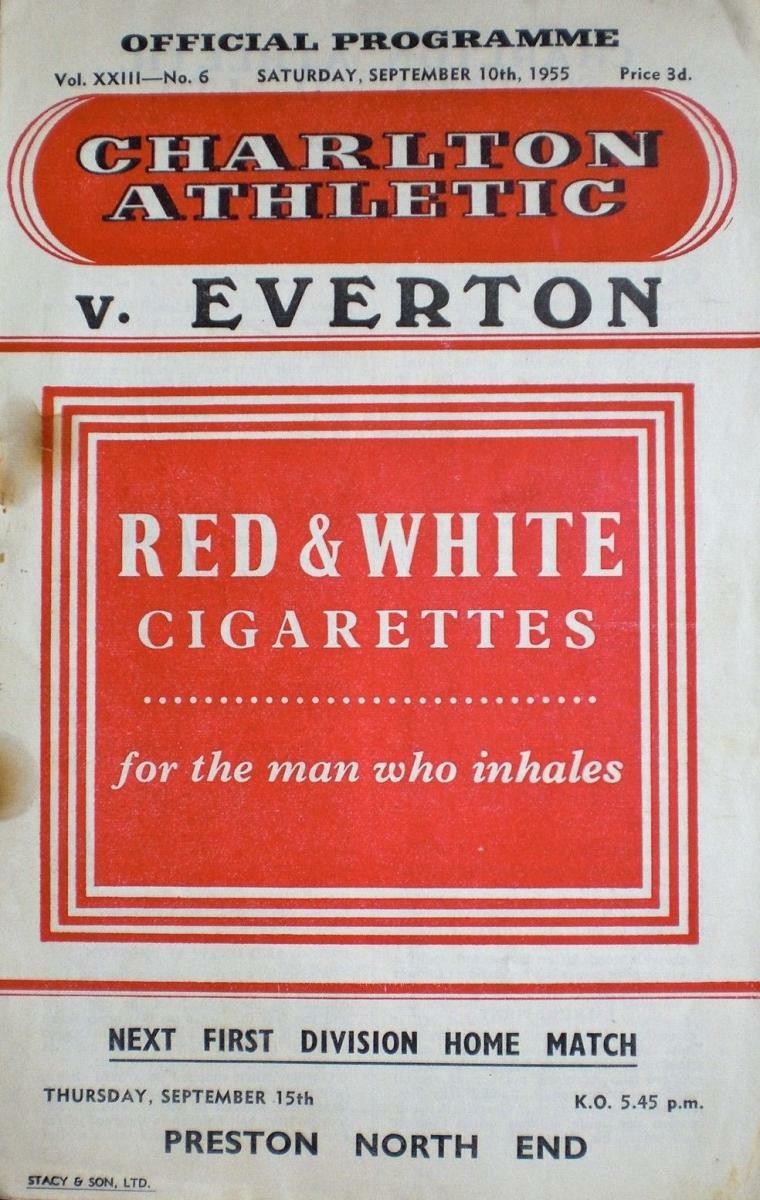 OFFICIAL PROGRAMME
Vol. XXIII—No. 6 SATURDAY, SEPTEMBER 10th, 1955 Price 3d.
CHARLTON
ATHLETIC
v. EVERTON
RED & WHITE
CIGARETTES
for the man who inhales
NEXT FIRST DIVISION HOME MATCH
THURSDAY, SEPTEMBER 15th K.O. 5.45 p.m.
PRESTON NORTH END
STACY & SON, LTD.